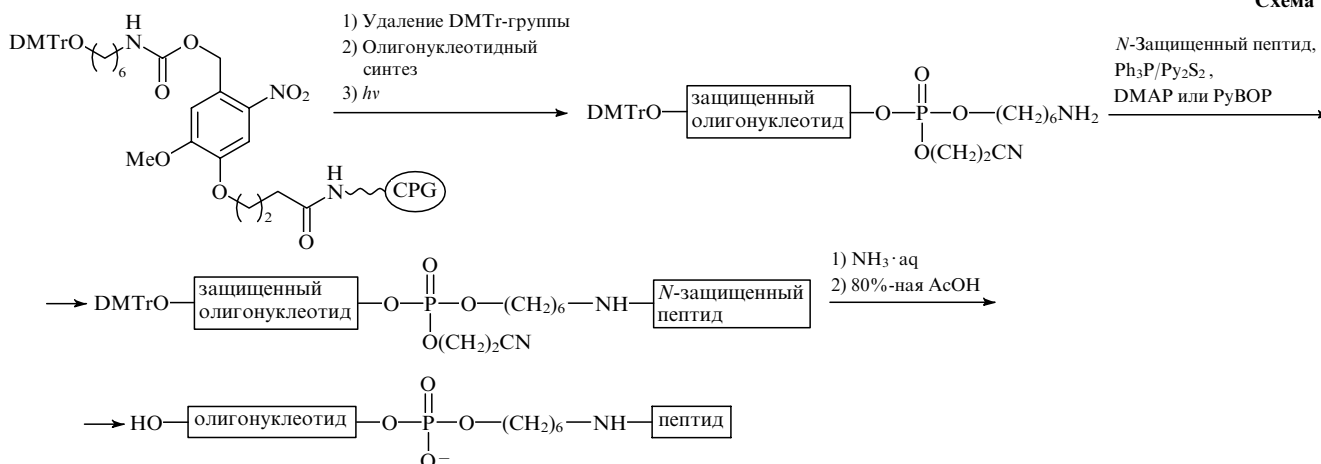 Схема
DMTrO
6
H
N
O
O
NO2
MeO
O
2
O
H
N
CPG
1) Удаление DMTr-группы
2) Олигонуклеотидный
синтез
3) hν
DMTrO
защищенный
олигонуклеотид
O
O P O (CH2)6NH2
O(CH2)2CN
N-Защищенный пептид,
Ph3P/Py2S2 ,
DMAP или PyBOP
DMTrO
защищенный
олигонуклеотид
O
O P O (CH2)6 NH
O(CH2)2CN
N-защищенный
пептид
1) NH3 · aq
2) 80%-ная AcOH
HO
олигонуклеотид
O
O P O (CH2)6 NH
O−
пептид